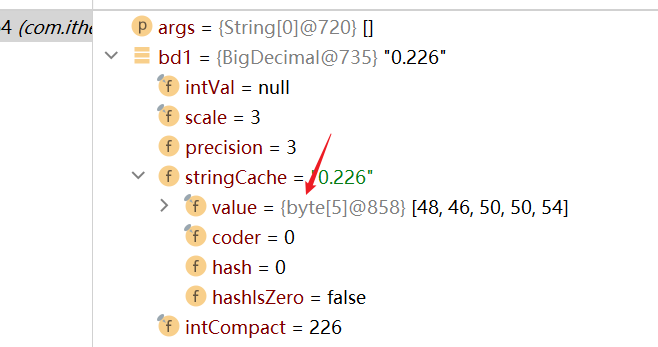 4 (com.ithe
p args = {String[0]@720} []
bd1 = {BigDecimal@735} "0.226"
f intVal = null
f scale = 3
f precision = 3
f stringCache = "0.226"
f value = {byte[5]@858} [48, 46, 50, 50, 54]
f coder = 0
f hash = 0
f hashIsZero = false
f intCompact = 226